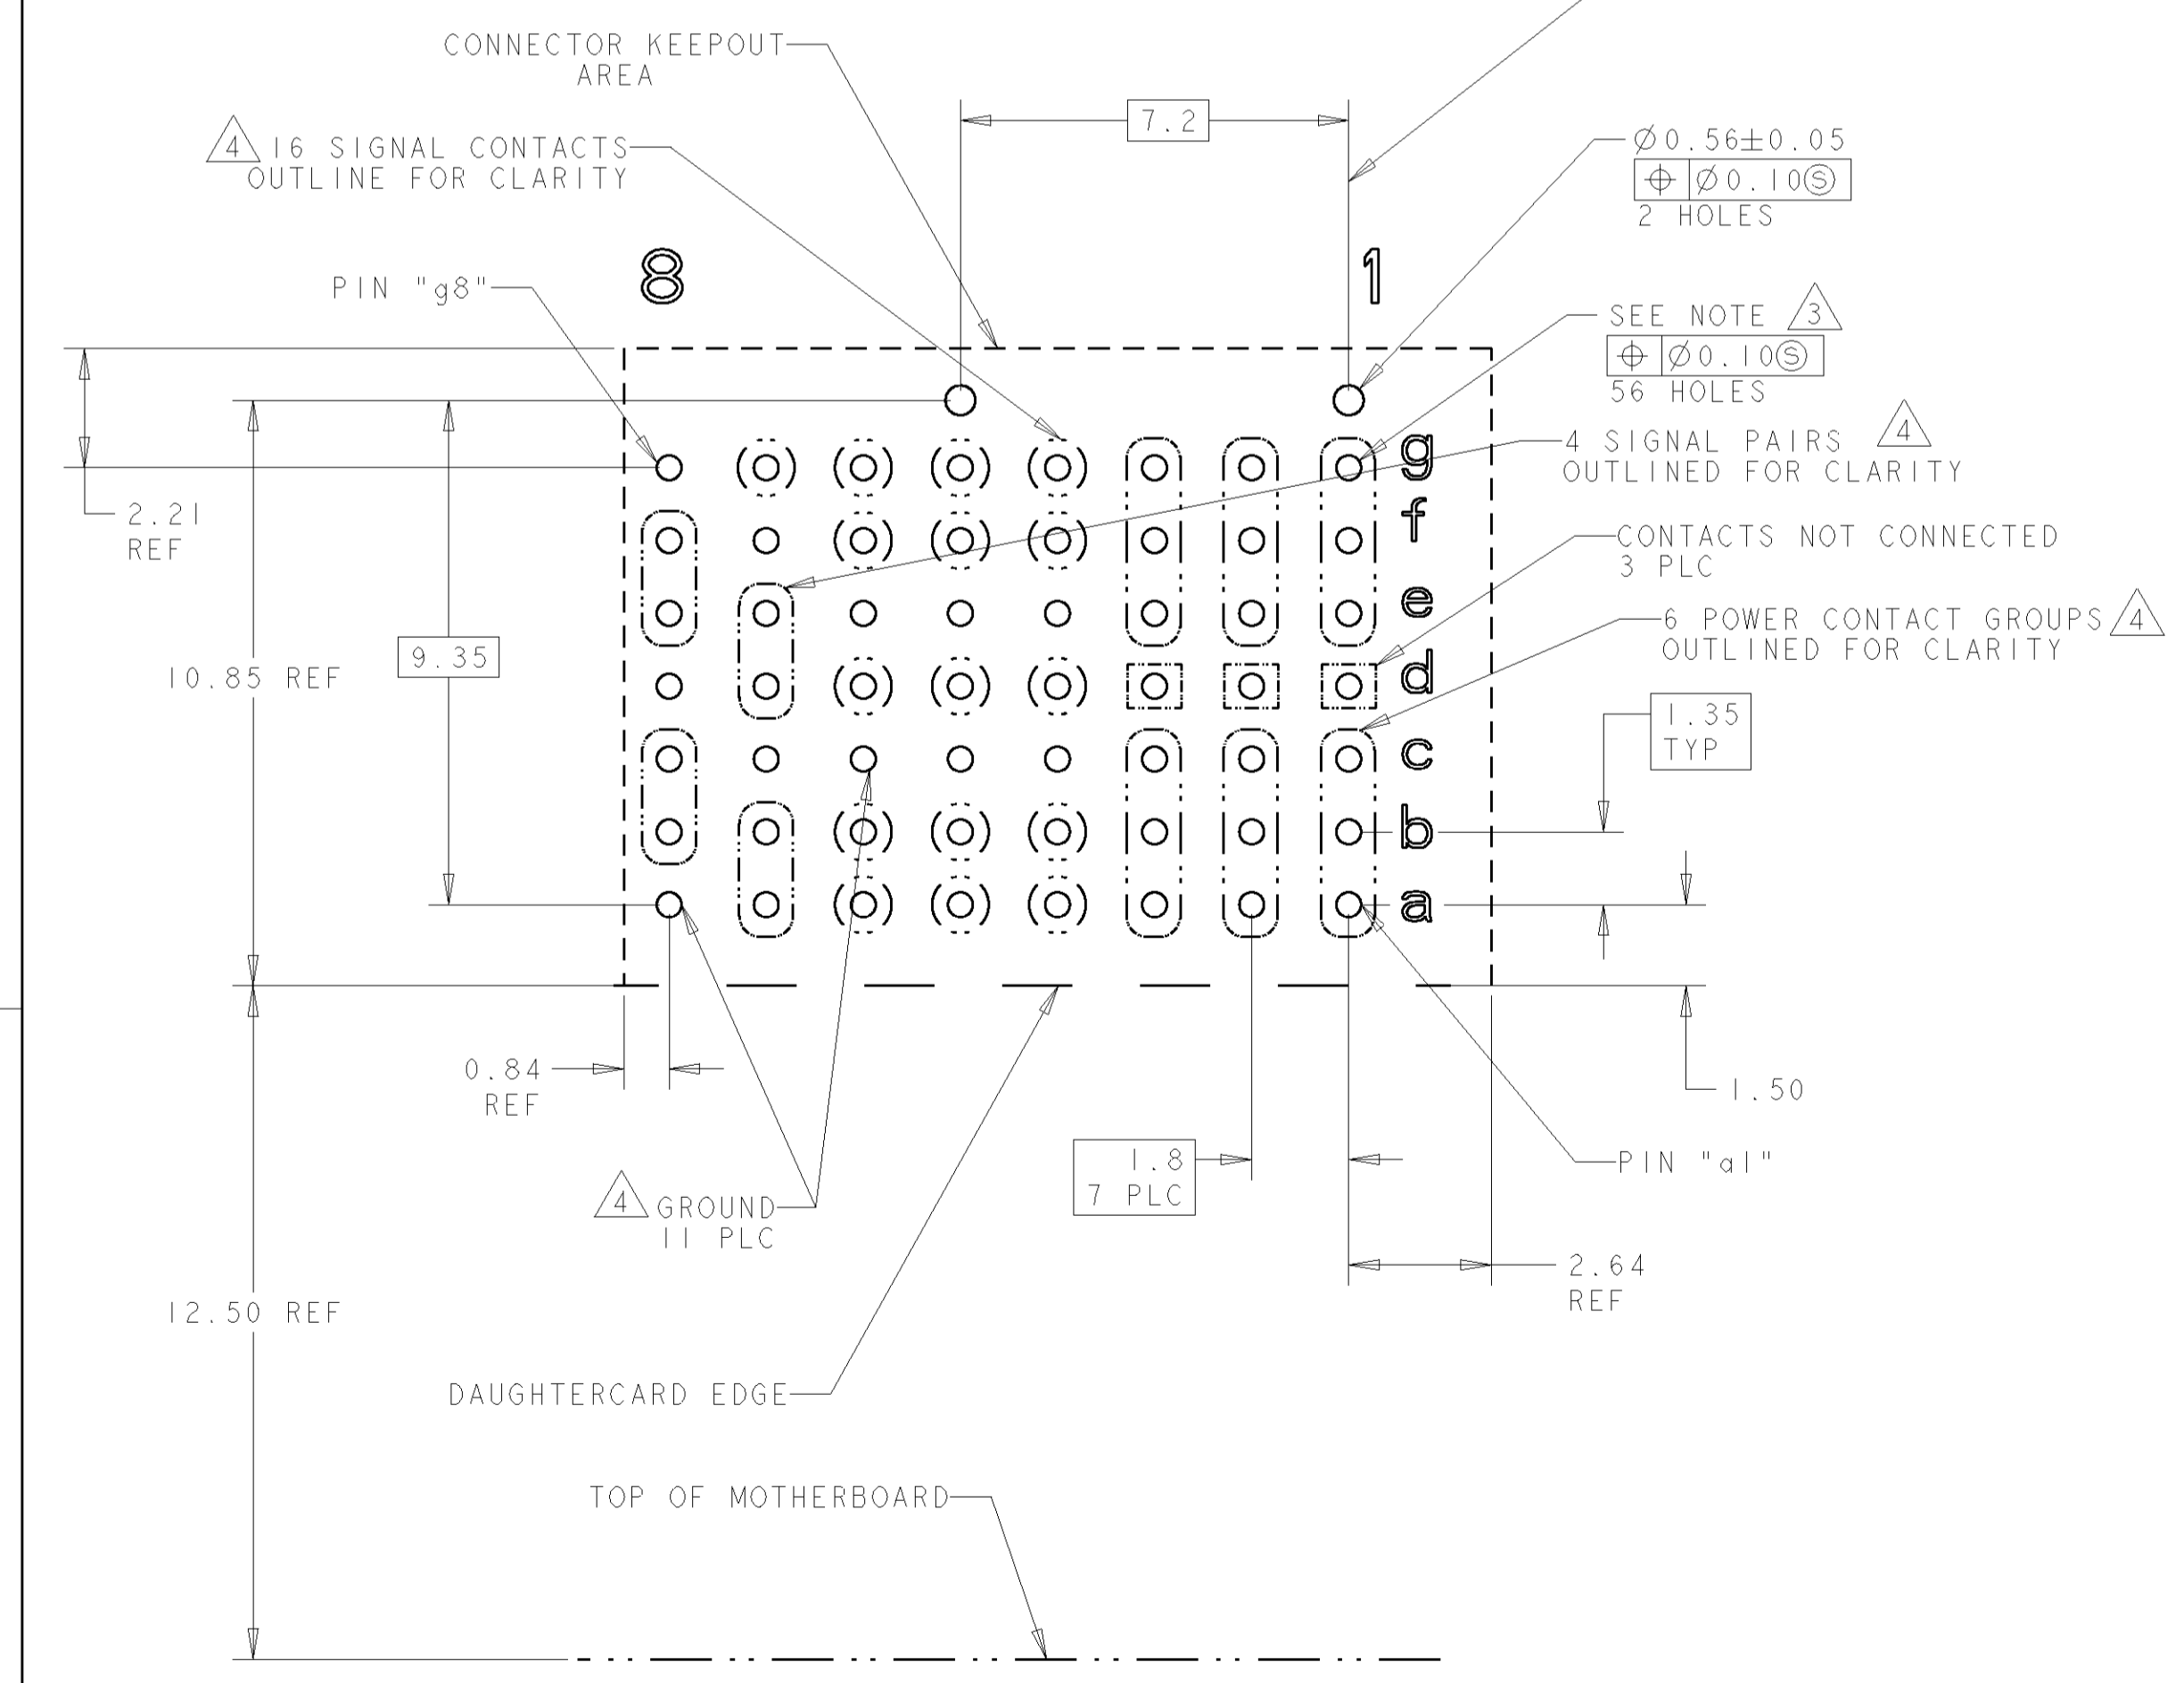 CONNECTOR KEEPOUT
AREA
7.2
4 16 SIGNAL CONTACTS
OUTLINE FOR CLARITY
Ø0.56±0.05
⌖ Ø0.10Ⓢ
2 HOLES
8
1
PIN "g8"
SEE NOTE 3
⌖ Ø0.10Ⓢ
56 HOLES
g
4 SIGNAL PAIRS 4
OUTLINED FOR CLARITY
2.21
REF
f
CONTACTS NOT CONNECTED
3 PLC
e
6 POWER CONTACT GROUPS 4
OUTLINED FOR CLARITY
10.85 REF
9.35
d
1.35
TYP
c
b
a
0.84
REF
1.50
1.8
7 PLC
PIN "a1"
4 GROUND
11 PLC
2.64
REF
12.50 REF
DAUGHTERCARD EDGE
TOP OF MOTHERBOARD